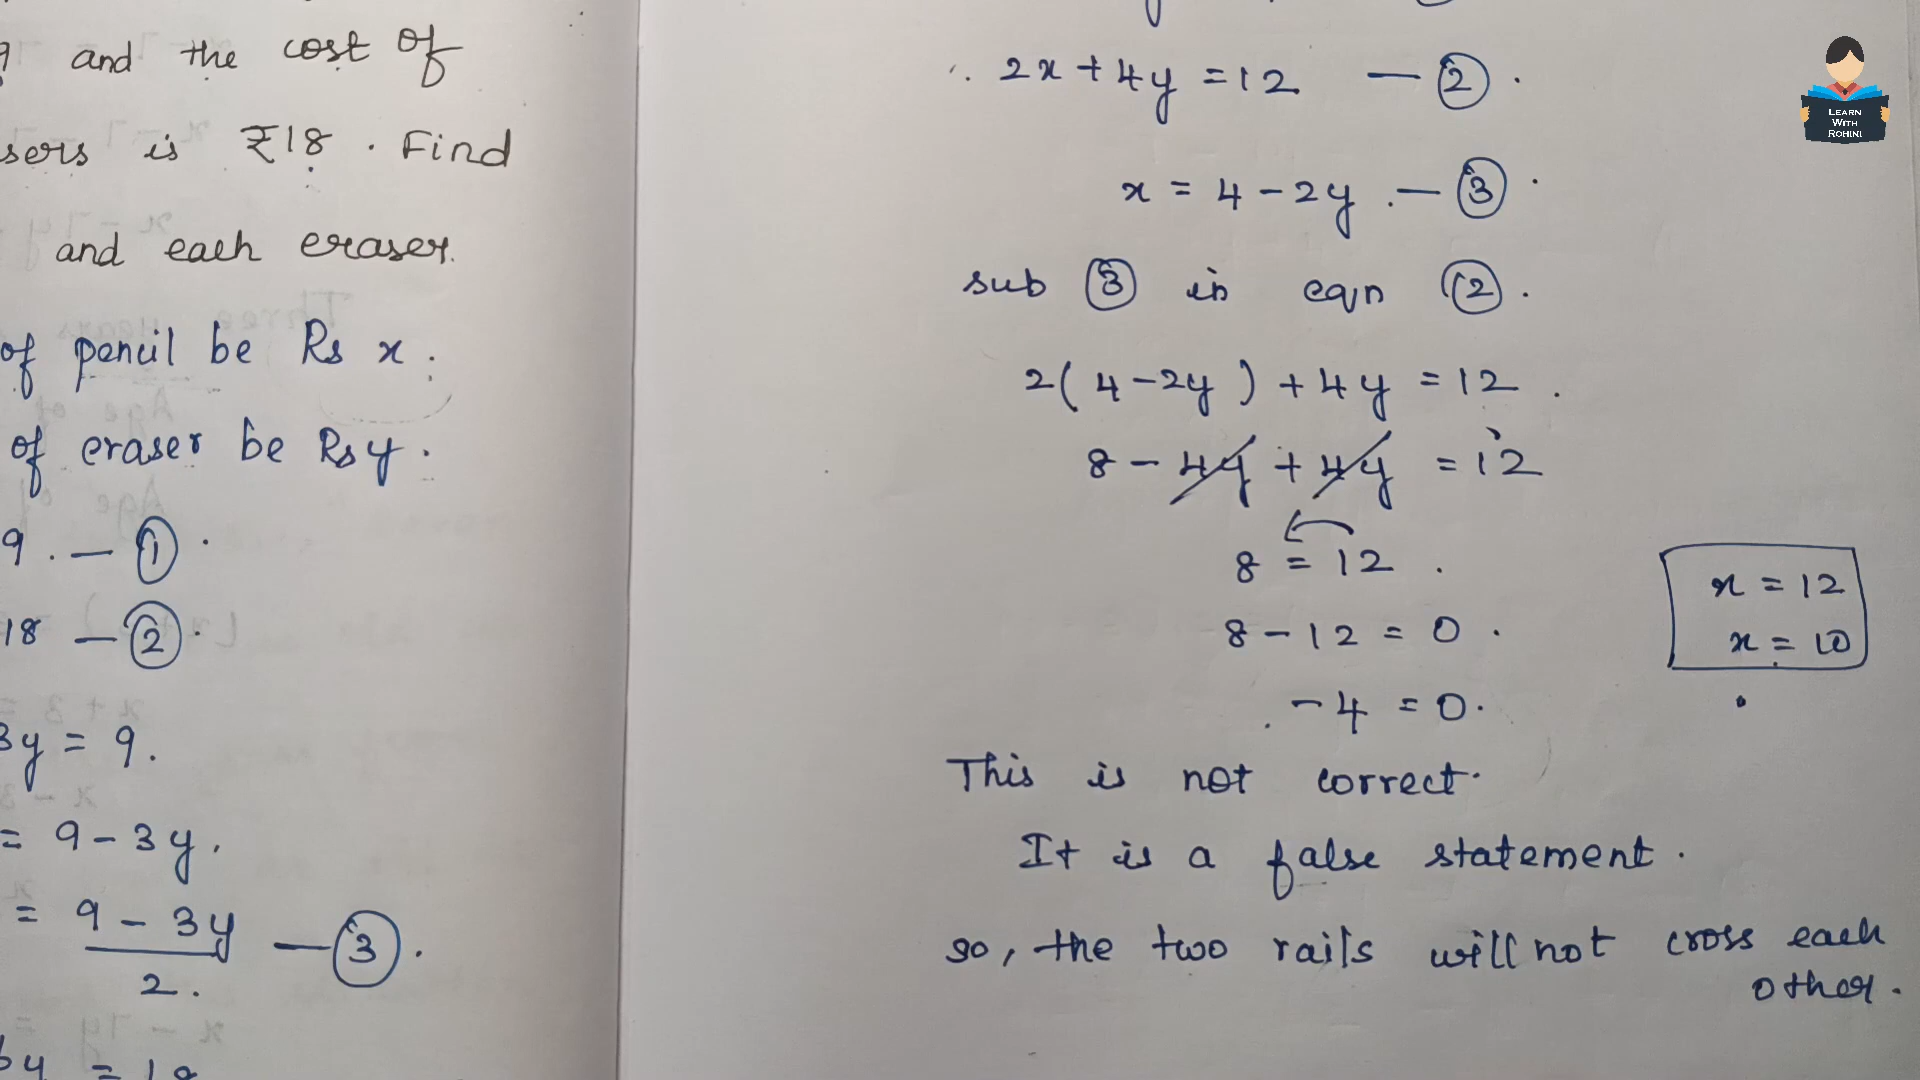 and the cost of
sers is ₹18 . Find
and each eraser.
of pencil be Rs x .
of eraser be Rs y .
9 . — ①
18 — ②
3y = 9 .
= 9 - 3y .
= 9 - 3y — ③ .
2 .
∴ 2x + 4y = 12 — ② .
x = 4 - 2y . — ③
sub ③ in eqn ② .
2(4-2y) + 4y = 12 .
8 - 4y + 4y = 12
8 = 12 .
8 - 12 = 0 .
- 4 = 0 .
x = 12
x = 10
This is not correct .
It is a false statement .
so, the two rails will not cross each
other .
LEARN
WITH
ROHINI